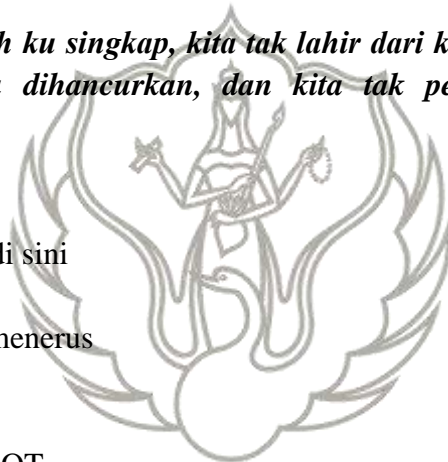 h ku singkap, kita tak lahir dari k
dihancurkan, dan kita tak pe
di sini
menerus
OT